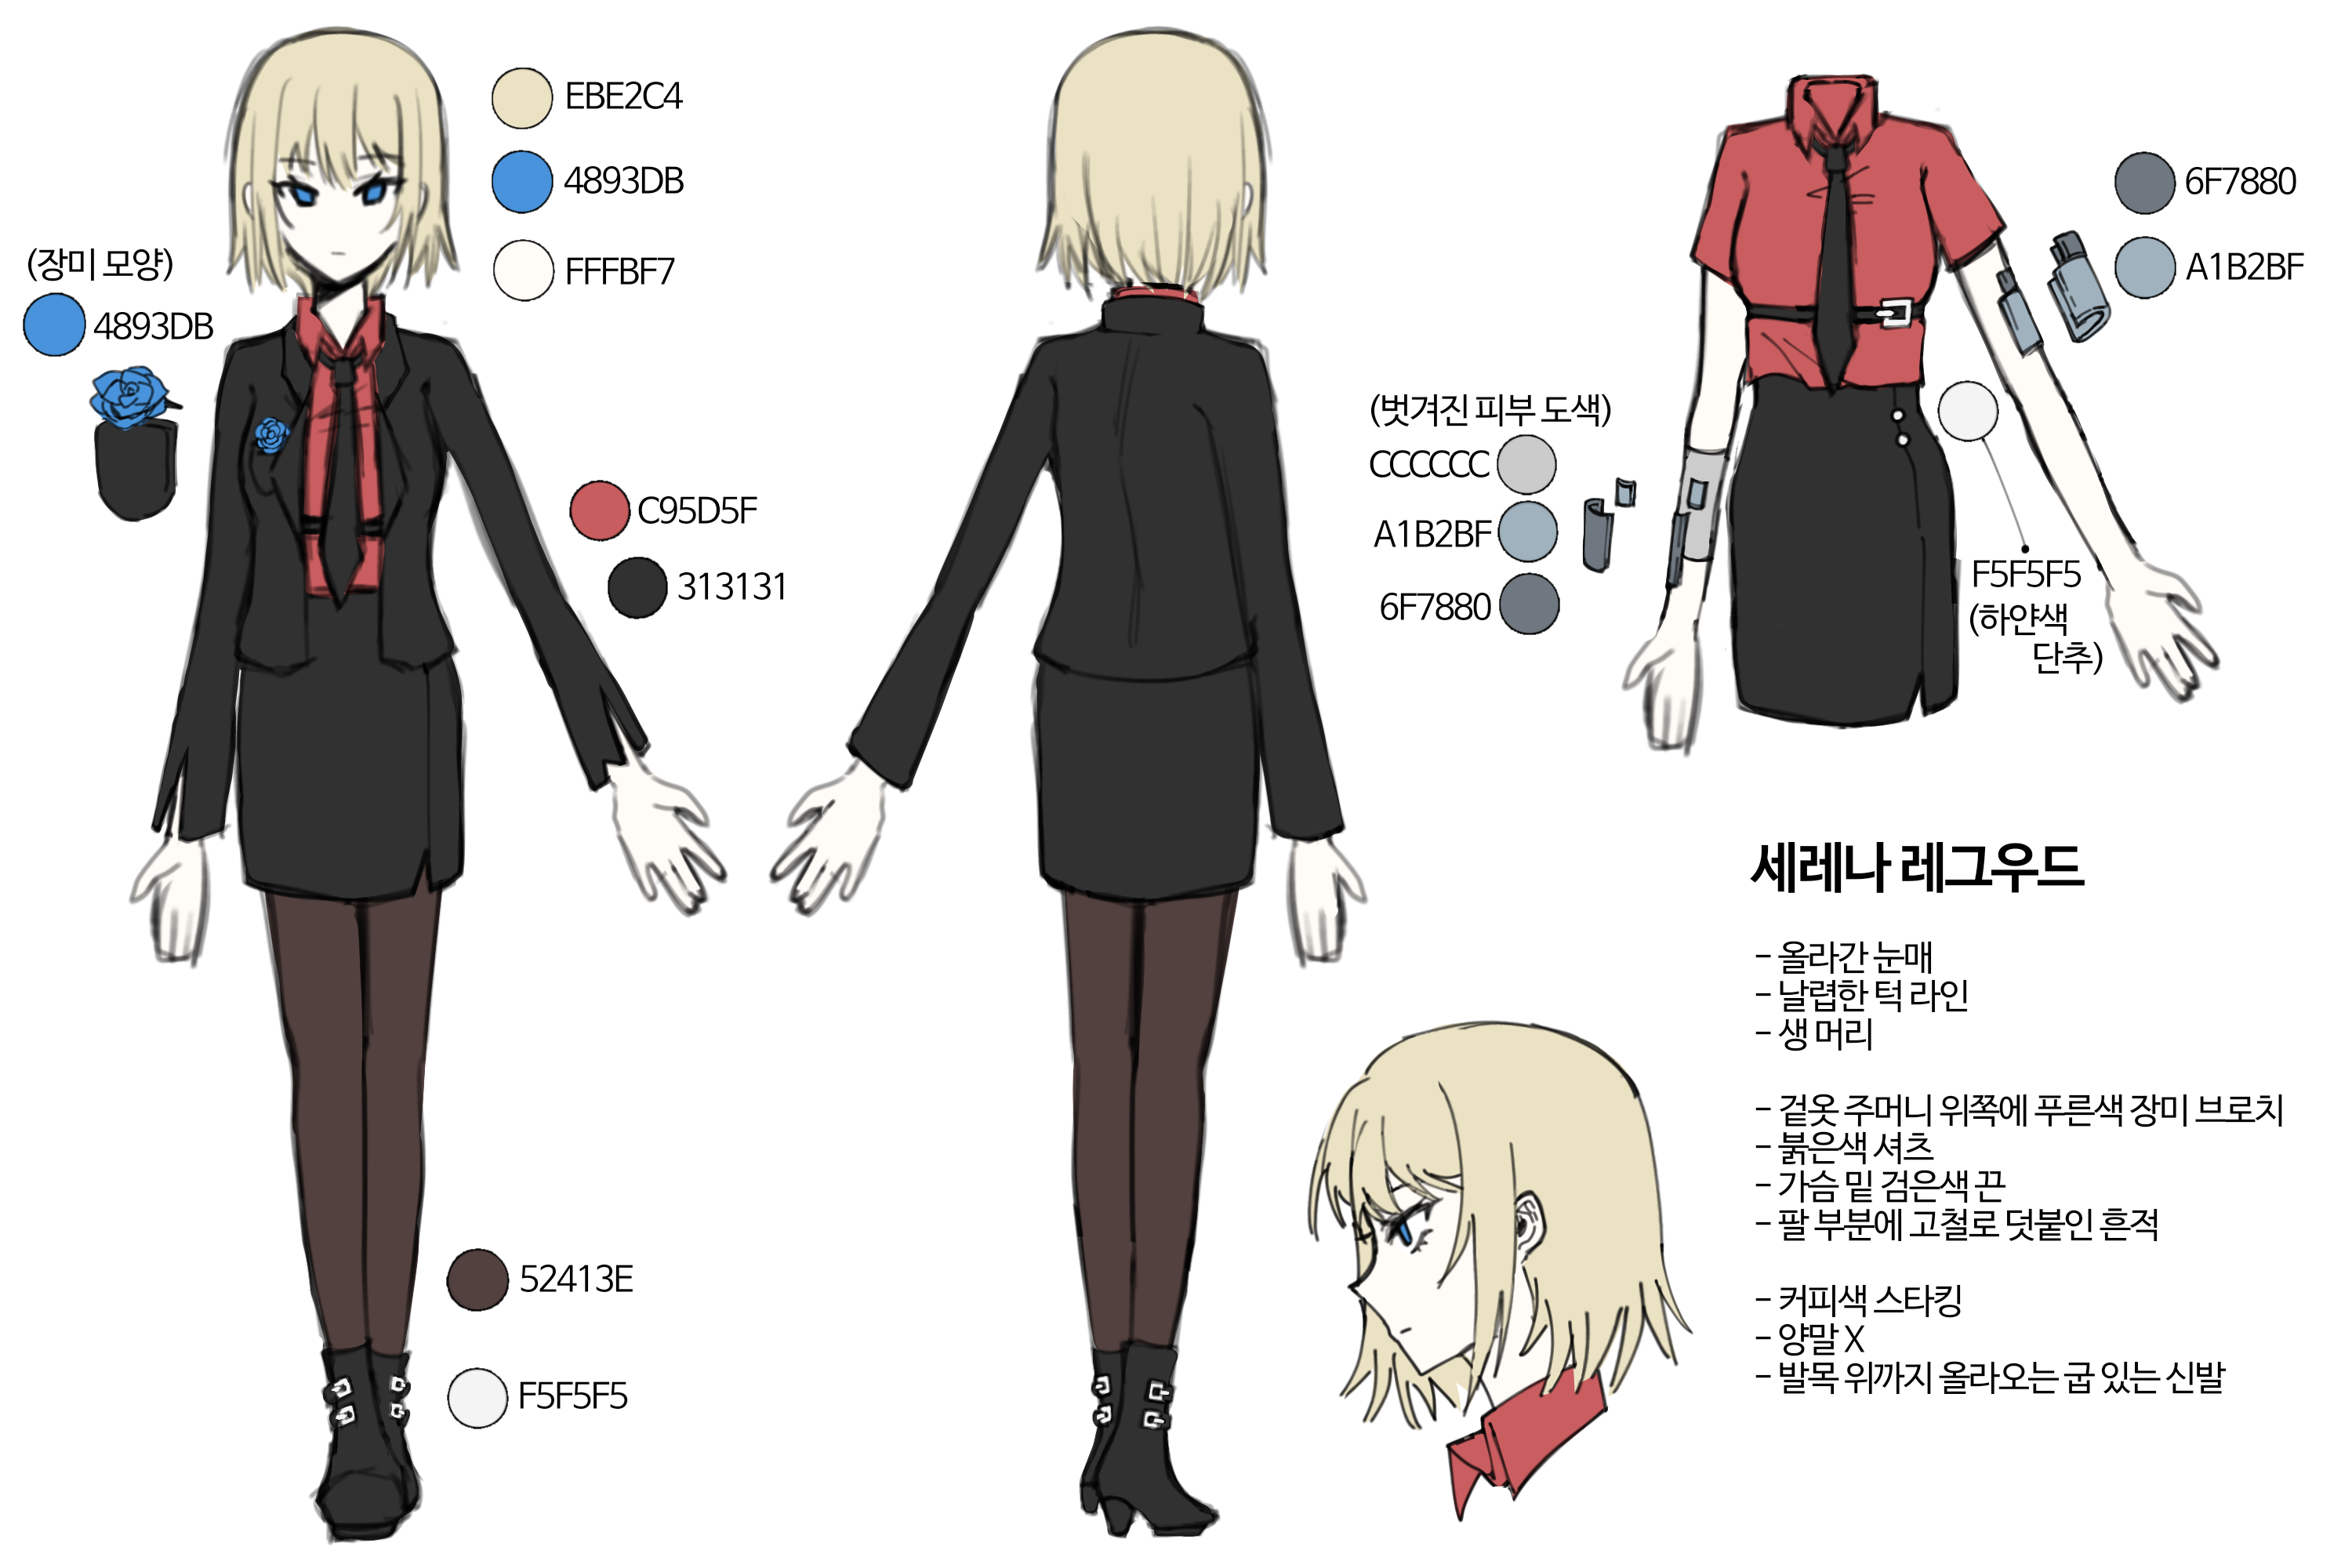 EBE2C4
4893DB
FFFBF7
(장미 모양)
4893DB
C95D5F
313131
52413E
F5F5F5
6F7880
A1B2BF
(벗겨진 피부 도색)
CCCCCC
A1B2BF
6F7880
F5F5F5
(하얀색
단추)
세레나 레그우드
- 올라간 눈매
- 날렵한 턱 라인
- 생 머리
- 겉옷 주머니 위쪽에 푸른색 장미 브로치
- 붉은색 셔츠
- 가슴 밑 검은색 끈
- 팔 부분에 고철로 덧붙인 흔적
- 커피색 스타킹
- 양말 X
- 발목 위까지 올라오는 굽 있는 신발